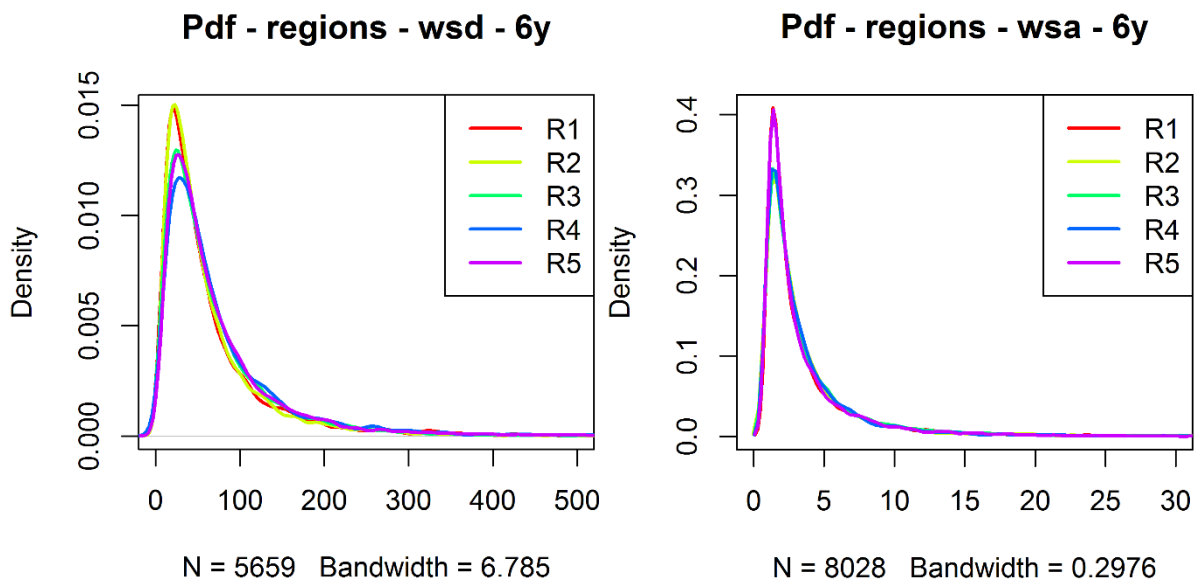 Pdf - regions - wsd - 6y
Density
0.015
0.010
0.005
0.000
R1
R2
R3
R4
R5
0 100 200 300 400 500
N = 5659 Bandwidth = 6.785
Pdf - regions - wsa - 6y
Density
0.4
0.3
0.2
0.1
0.0
R1
R2
R3
R4
R5
0 5 10 15 20 25 30
N = 8028 Bandwidth = 0.2976